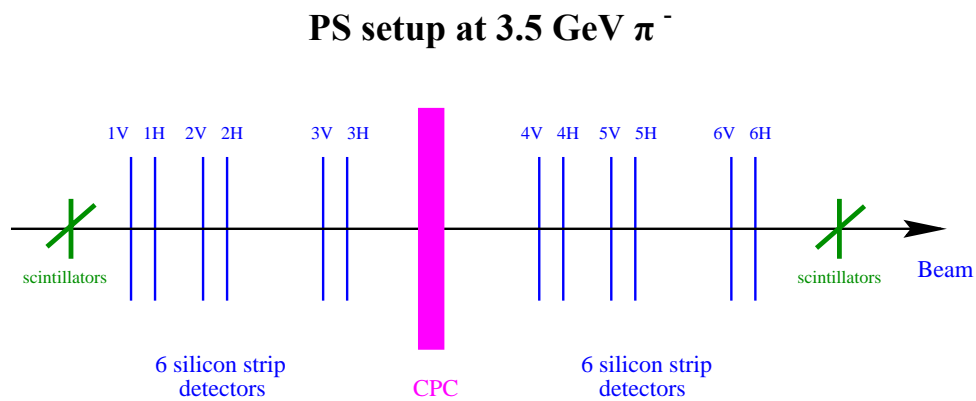 PS setup at 3.5 GeV π -
1V 1H 2V 2H 3V 3H 4V 4H 5V 5H 6V 6H
scintillators
scintillators
Beam
6 silicon strip
detectors
CPC
6 silicon strip
detectors